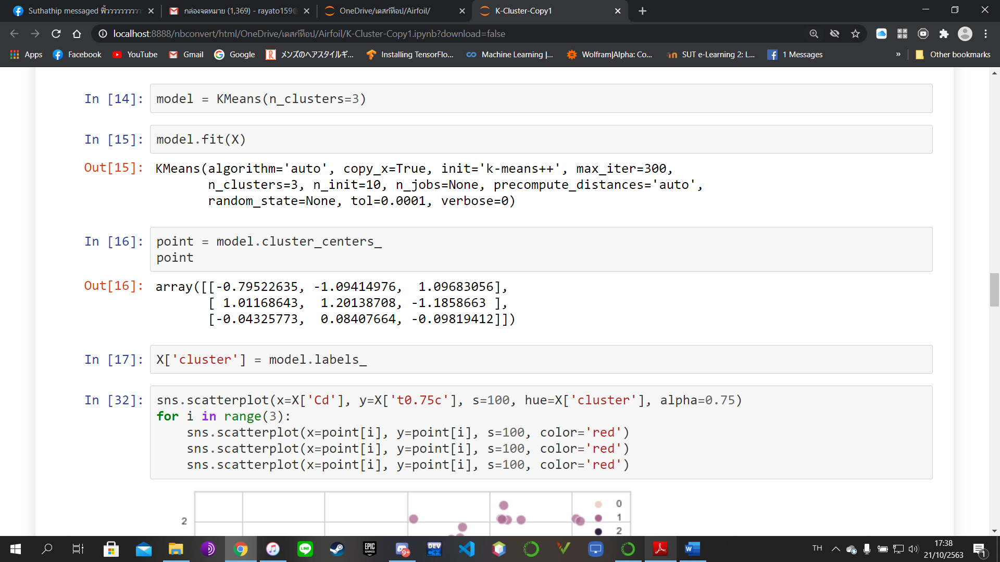 Suthathip messaged ฟิ้วววววววววว
กล่องจดหมาย (1,369) - rayato159@
OneDrive/เดสก์ท็อป/Airfoil/
K-Cluster-Copy1
localhost:8888/nbconvert/html/OneDrive/เดสก์ท็อป/Airfoil/K-Cluster-Copy1.ipynb?download=false
Apps Facebook YouTube Gmail Google メンズのヘアスタイルギ... Installing TensorFlo... Machine Learning |... Wolfram|Alpha: Co... SUT e-Learning 2: L... 1 Messages » Other bookmarks
In [14]: model = KMeans(n_clusters=3)
In [15]: model.fit(X)
Out[15]: KMeans(algorithm='auto', copy_x=True, init='k-means++', max_iter=300,
n_clusters=3, n_init=10, n_jobs=None, precompute_distances='auto',
random_state=None, tol=0.0001, verbose=0)
In [16]: point = model.cluster_centers_
point
Out[16]: array([[-0.79522635, -1.09414976,  1.09683056],
[ 1.01168643,  1.20138708, -1.1858663 ],
[-0.04325773,  0.08407664, -0.09819412]])
In [17]: X['cluster'] = model.labels_
In [32]: sns.scatterplot(x=X['Cd'], y=X['t0.75c'], s=100, hue=X['cluster'], alpha=0.75)
for i in range(3):
sns.scatterplot(x=point[i], y=point[i], s=100, color='red')
sns.scatterplot(x=point[i], y=point[i], s=100, color='red')
sns.scatterplot(x=point[i], y=point[i], s=100, color='red')
0
2 1
2
LINE
EPIC GAMES
9+
DEV C++
TH
17:38
21/10/2563
1